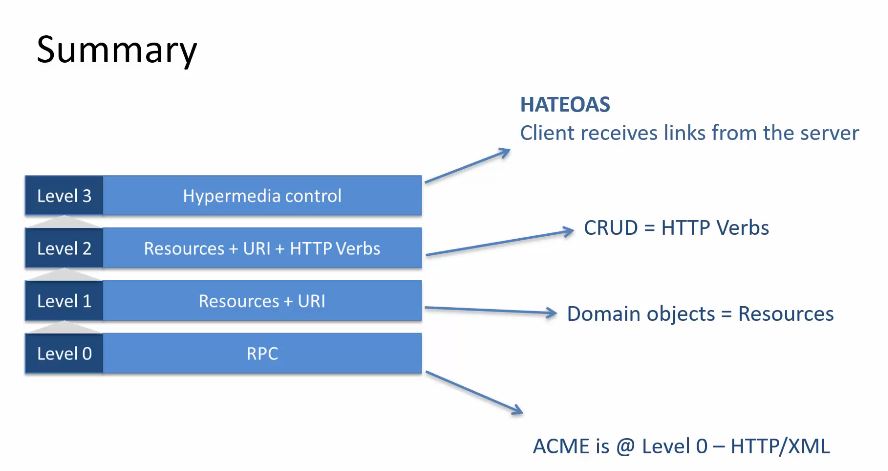 Summary
HATEOAS
Client receives links from the server
Level 3 Hypermedia control
Level 2 Resources + URI + HTTP Verbs
CRUD = HTTP Verbs
Level 1 Resources + URI
Domain objects = Resources
Level 0 RPC
ACME is @ Level 0 – HTTP/XML